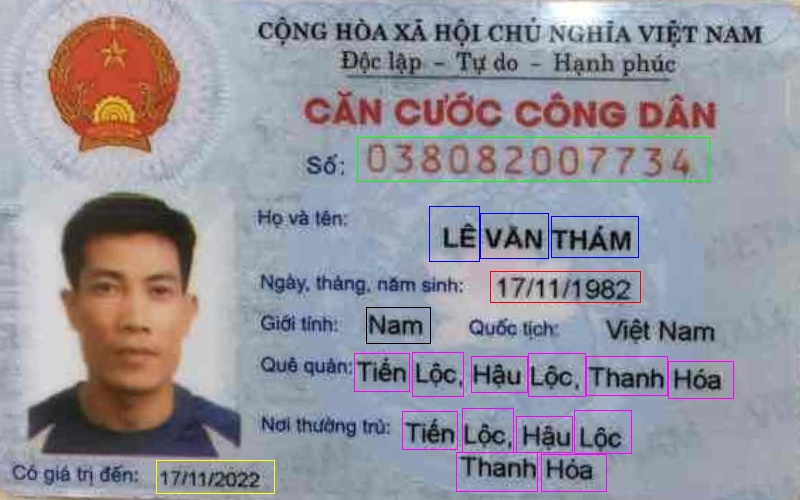 CỘNG HÒA XÃ HỘI CHỦ NGHĨA VIỆT NAM
Độc lập – Tự do – Hạnh phúc
CĂN CƯỚC CÔNG DÂN
Số: 038082007734
Họ và tên:
LÊ VĂN THÁM
Ngày, tháng, năm sinh: 17/11/1982
Giới tính: Nam Quốc tịch: Việt Nam
Quê quán: Tiến Lộc, Hậu Lộc, Thanh Hóa
Nơi thường trú: Tiến Lộc, Hậu Lộc
Thanh Hóa
Có giá trị đến: 17/11/2022